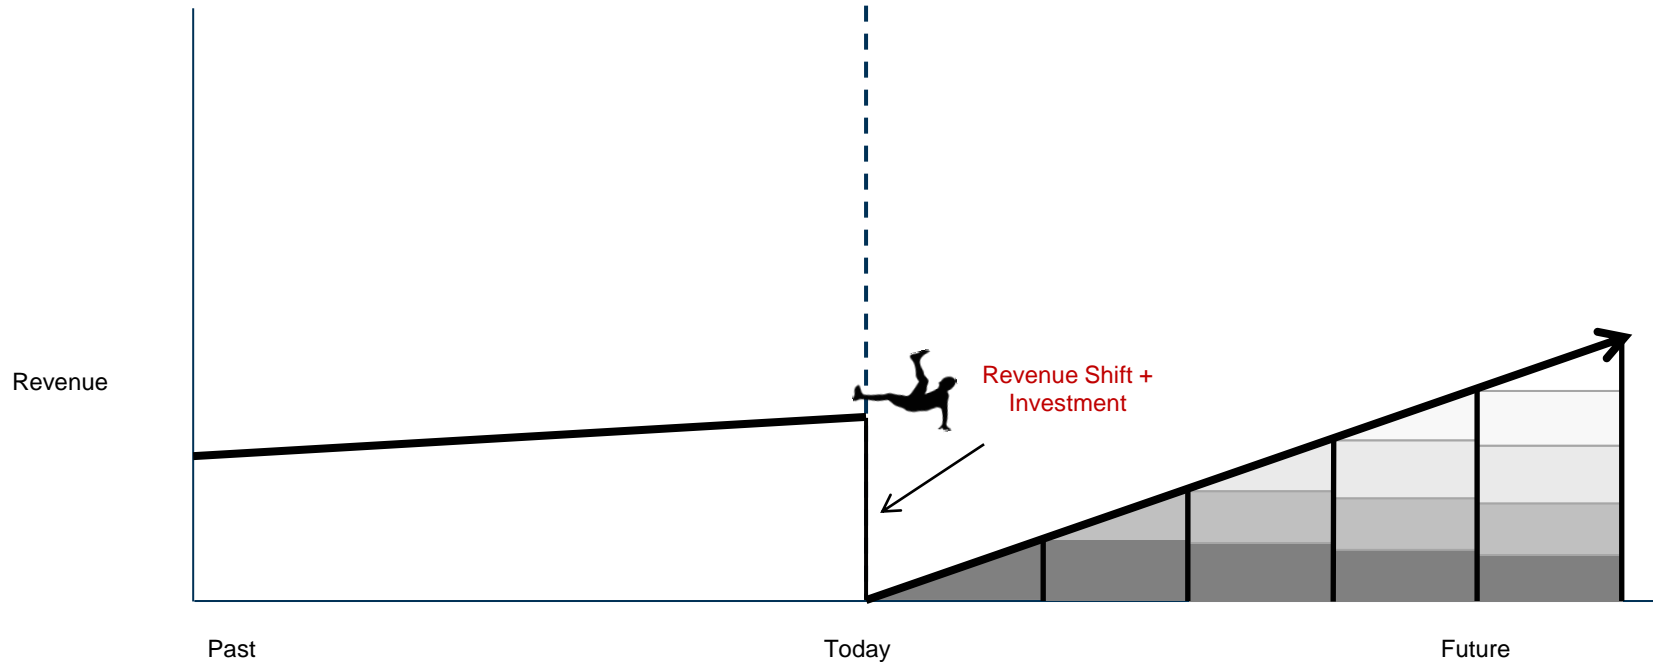 Revenue Shift +
Investment
Revenue
Past
Today
Future